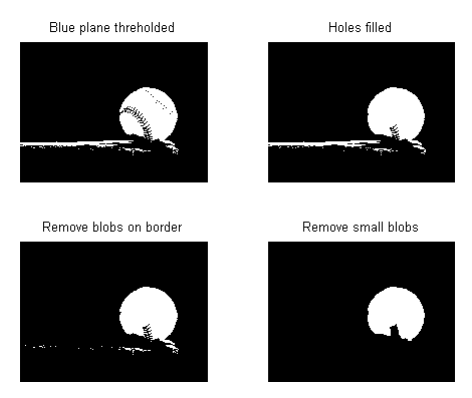 Blue plane threholded
Holes filled
Remove blobs on border
Remove small blobs